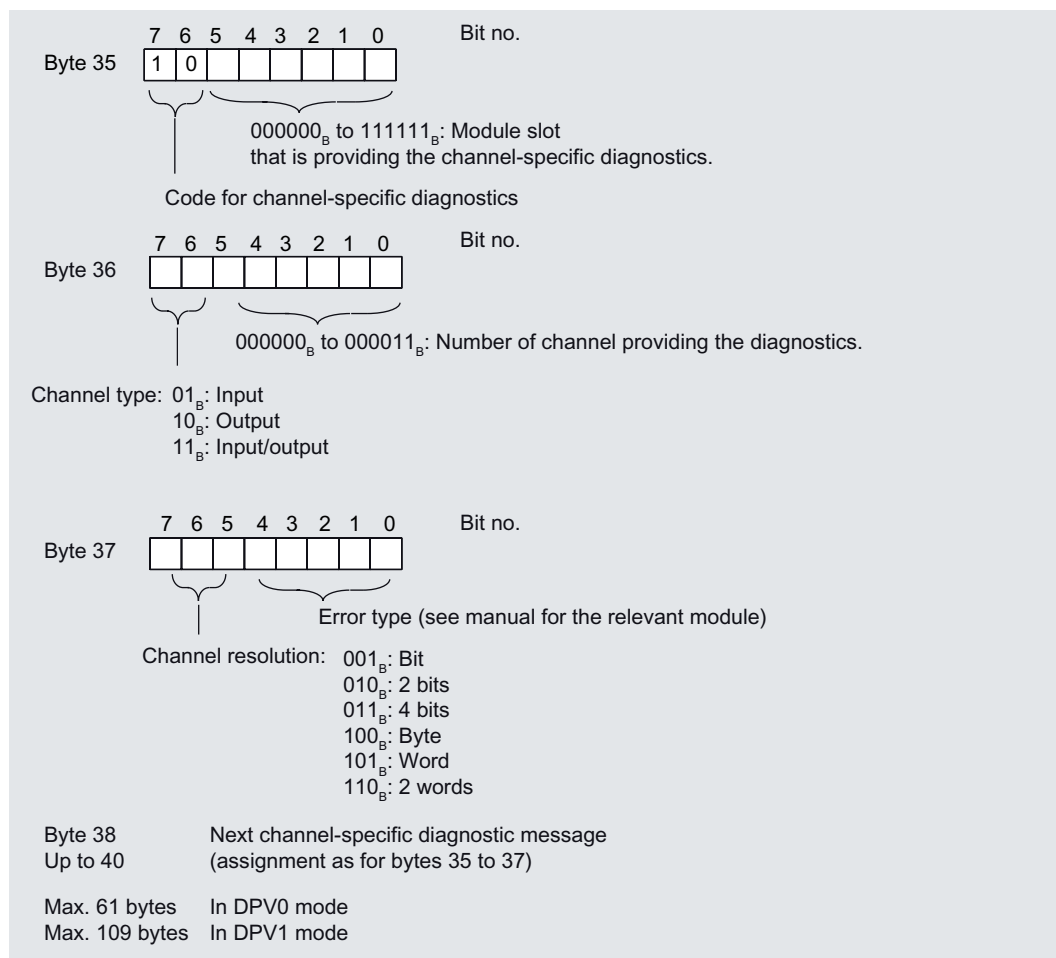 7 6 5 4 3 2 1 0 Bit no.
Byte 35 1 0
000000B to 111111B: Module slot
that is providing the channel-specific diagnostics.
Code for channel-specific diagnostics
7 6 5 4 3 2 1 0 Bit no.
Byte 36
000000B to 000011B: Number of channel providing the diagnostics.
Channel type: 01B: Input
10B: Output
11B: Input/output
7 6 5 4 3 2 1 0 Bit no.
Byte 37
Error type (see manual for the relevant module)
Channel resolution: 001B: Bit
010B: 2 bits
011B: 4 bits
100B: Byte
101B: Word
110B: 2 words
Byte 38 Next channel-specific diagnostic message
Up to 40 (assignment as for bytes 35 to 37)
Max. 61 bytes In DPV0 mode
Max. 109 bytes In DPV1 mode